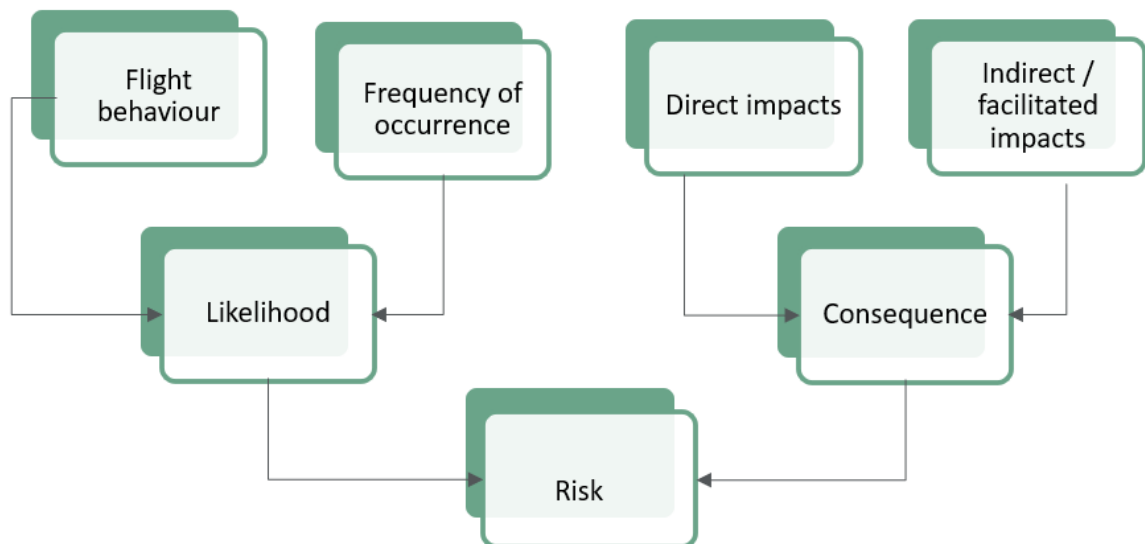 Flight
behaviour
Frequency of
occurrence
Direct impacts
Indirect /
facilitated
impacts
Likelihood
Consequence
Risk